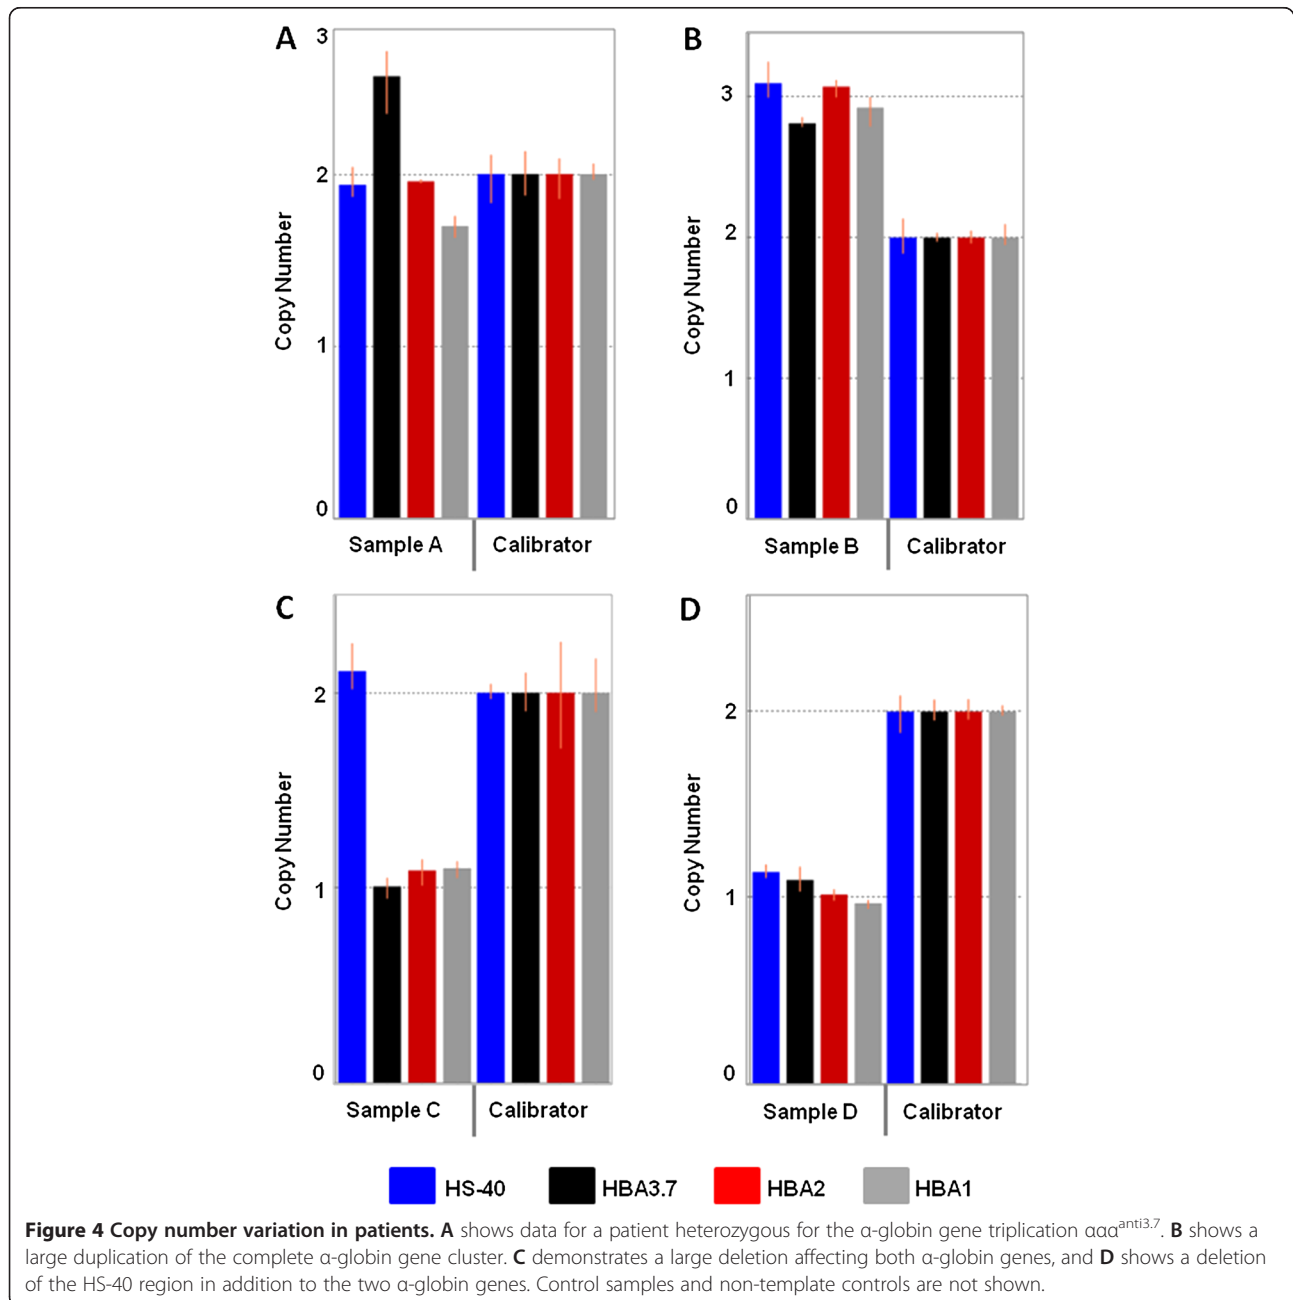 A
3
2
1
0
Copy Number
Sample A
Calibrator
B
3
2
1
0
Copy Number
Sample B
Calibrator
C
2
1
0
Copy Number
Sample C
Calibrator
D
2
1
0
Copy Number
Sample D
Calibrator
HS-40
HBA3.7
HBA2
HBA1
Figure 4 Copy number variation in patients. A shows data for a patient heterozygous for the α-globin gene triplication ααα^anti3.7. B shows a
large duplication of the complete α-globin gene cluster. C demonstrates a large deletion affecting both α-globin genes, and D shows a deletion
of the HS-40 region in addition to the two α-globin genes. Control samples and non-template controls are not shown.